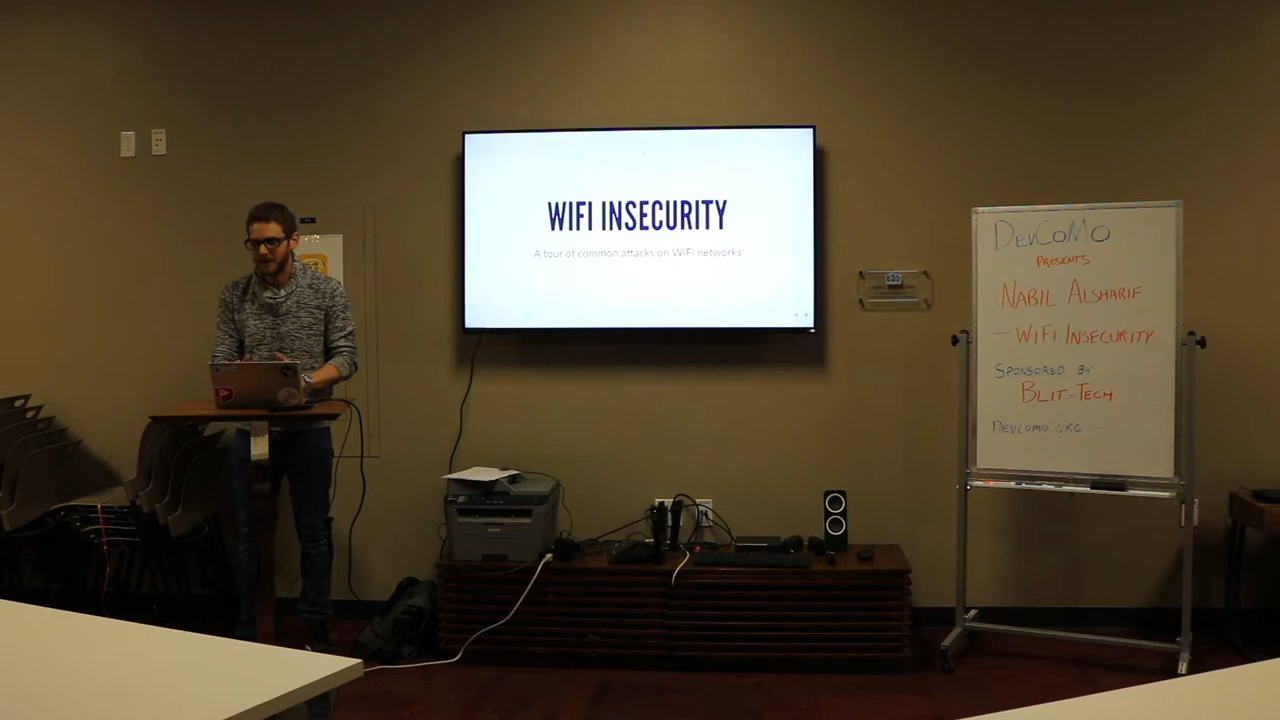 WIFI INSECURITY
A tour of common attacks on WiFi networks
DEVCOMO
PRESENTS
NABIL ALSHARIF
— WIFI INSECURITY
SPONSORED BY
BLIT-TECH
DEVCOMO.ORG —